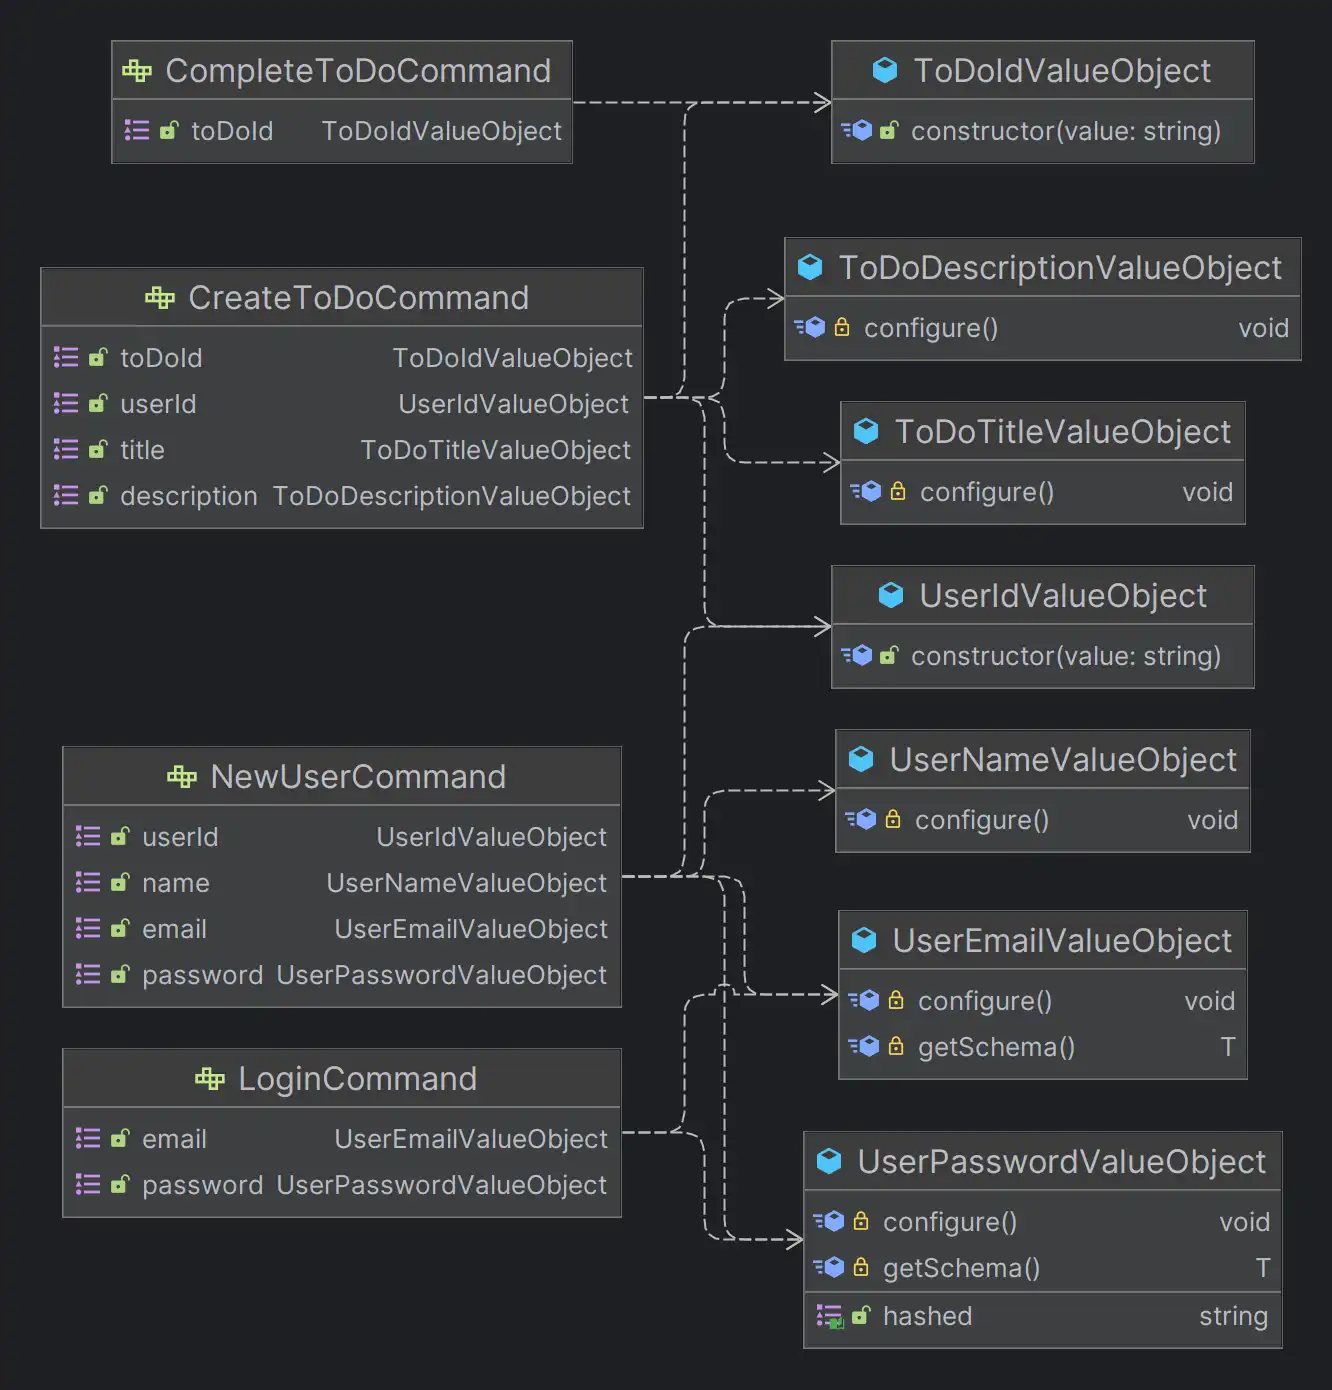 CompleteToDoCommand
toDoId ToDoIdValueObject
ToDoIdValueObject
constructor(value: string)
CreateToDoCommand
toDoId ToDoIdValueObject
userId UserIdValueObject
title ToDoTitleValueObject
description ToDoDescriptionValueObject
ToDoDescriptionValueObject
configure() void
ToDoTitleValueObject
configure() void
UserIdValueObject
constructor(value: string)
NewUserCommand
userId UserIdValueObject
name UserNameValueObject
email UserEmailValueObject
password UserPasswordValueObject
UserNameValueObject
configure() void
UserEmailValueObject
configure() void
getSchema() T
LoginCommand
email UserEmailValueObject
password UserPasswordValueObject
UserPasswordValueObject
configure() void
getSchema() T
hashed string